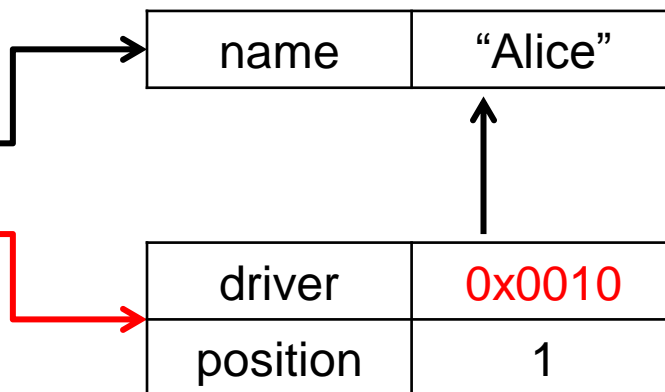 name “Alice”
driver 0x0010
position 1